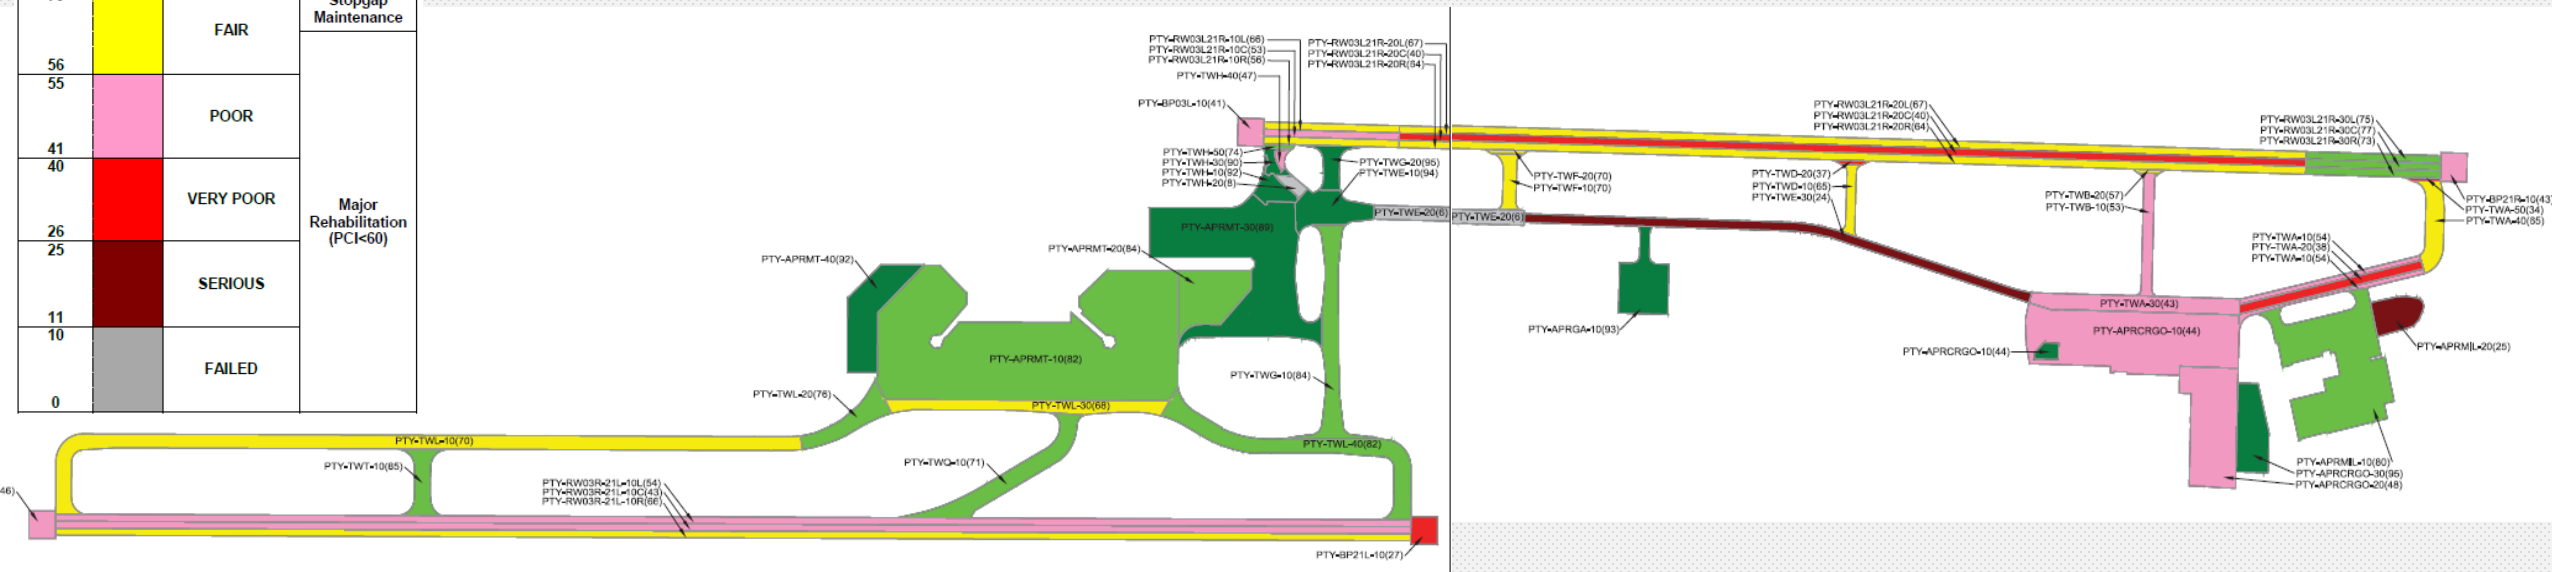 Stopgap
Maintenance
FAIR
56
55
POOR
41
40
VERY POOR
Major
Rehabilitation
(PCI<60)
26
25
SERIOUS
11
10
FAILED
0
PTY-RW03L21R-10L(66)
PTY-RW03L21R-10C(53)
PTY-RW03L21R-10R(56)
PTY-TWH-40(47)
PTY-BP03L-10(41)
PTY-RW03L21R-20L(67)
PTY-RW03L21R-20C(40)
PTY-RW03L21R-20R(64)
PTY-TWH-50(74)
PTY-TWH-30(90)
PTY-TWH-10(92)
PTY-TWH-20(8)
PTY-TWG-20(95)
PTY-TWE-10(94)
PTY-TWE-20(6)
PTY-TWE-20(6)
PTY-APRMT-30(89)
PTY-APRMT-20(84)
PTY-APRMT-40(92)
PTY-APRMT-10(82)
PTY-TWG-10(84)
PTY-TWL-20(76)
PTY-TWL-30(68)
PTY-TWL-10(70)
PTY-TWL-40(82)
PTY-TWT-10(85)
PTY-TWQ-10(71)
46)
PTY-RW03R-21L-10L(54)
PTY-RW03R-21L-10C(43)
PTY-RW03R-21L-10R(66)
PTY-BP21L-10(27)
PTY-RW03L21R-20L(67)
PTY-RW03L21R-20C(40)
PTY-RW03L21R-20R(64)
PTY-RW03L21R-30L(75)
PTY-RW03L21R-30C(77)
PTY-RW03L21R-30R(73)
PTY-TWF-20(70)
PTY-TWF-10(70)
PTY-TWD-20(37)
PTY-TWD-10(65)
PTY-TWE-30(24)
PTY-TWB-20(57)
PTY-TWB-10(53)
PTY-BP21R-10(43)
PTY-TWA-50(34)
PTY-TWA-40(65)
PTY-TWA-10(54)
PTY-TWA-20(38)
PTY-TWA-10(54)
PTY-TWA-30(43)
PTY-APRGA-10(93)
PTY-APRCRGO-10(44)
PTY-APRCRGO-10(44)
PTY-APRMIL-20(25)
PTY-APRMIL-10(80)
PTY-APRCRGO-30(95)
PTY-APRCRGO-20(48)